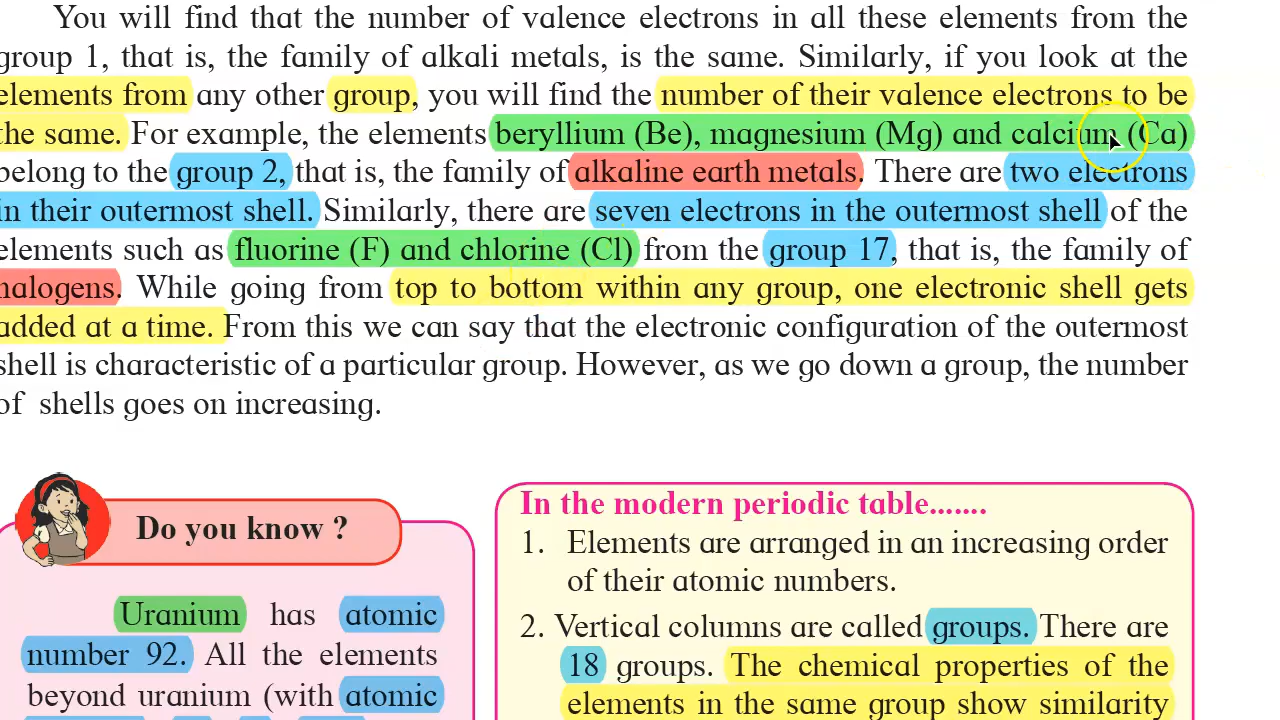 You will find that the number of valence electrons in all these elements from the
group 1, that is, the family of alkali metals, is the same. Similarly, if you look at the
elements from any other group, you will find the number of their valence electrons to be
the same. For example, the elements beryllium (Be), magnesium (Mg) and calcium (Ca)
belong to the group 2, that is, the family of alkaline earth metals. There are two electrons
in their outermost shell. Similarly, there are seven electrons in the outermost shell of the
elements such as fluorine (F) and chlorine (Cl) from the group 17, that is, the family of
halogens. While going from top to bottom within any group, one electronic shell gets
added at a time. From this we can say that the electronic configuration of the outermost
shell is characteristic of a particular group. However, as we go down a group, the number
of shells goes on increasing.
Do you know ?
Uranium has atomic
number 92. All the elements
beyond uranium (with atomic
In the modern periodic table.......
1. Elements are arranged in an increasing order
of their atomic numbers.
2. Vertical columns are called groups. There are
18 groups. The chemical properties of the
elements in the same group show similarity